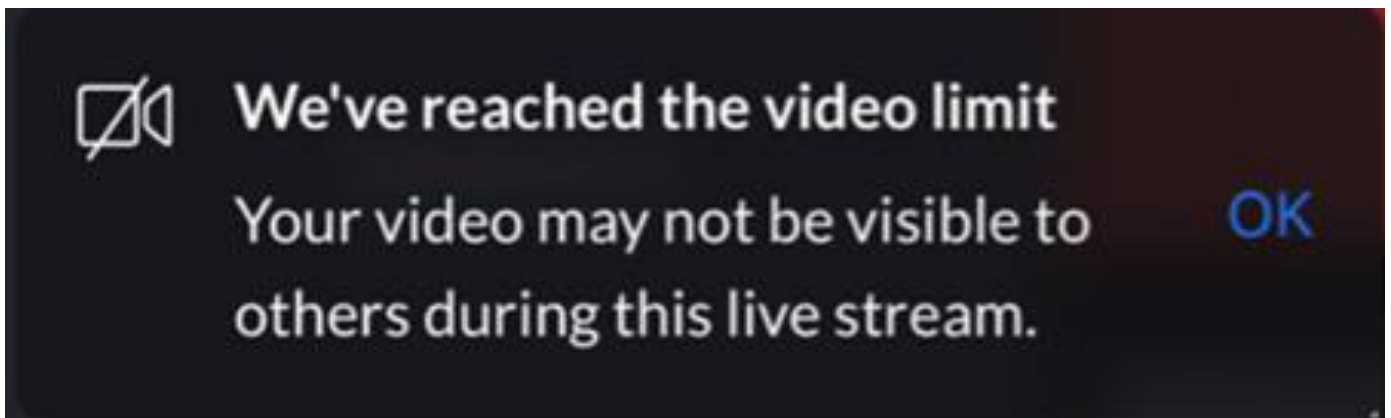 We've reached the video limit
Your video may not be visible to
OK
others during this live stream.